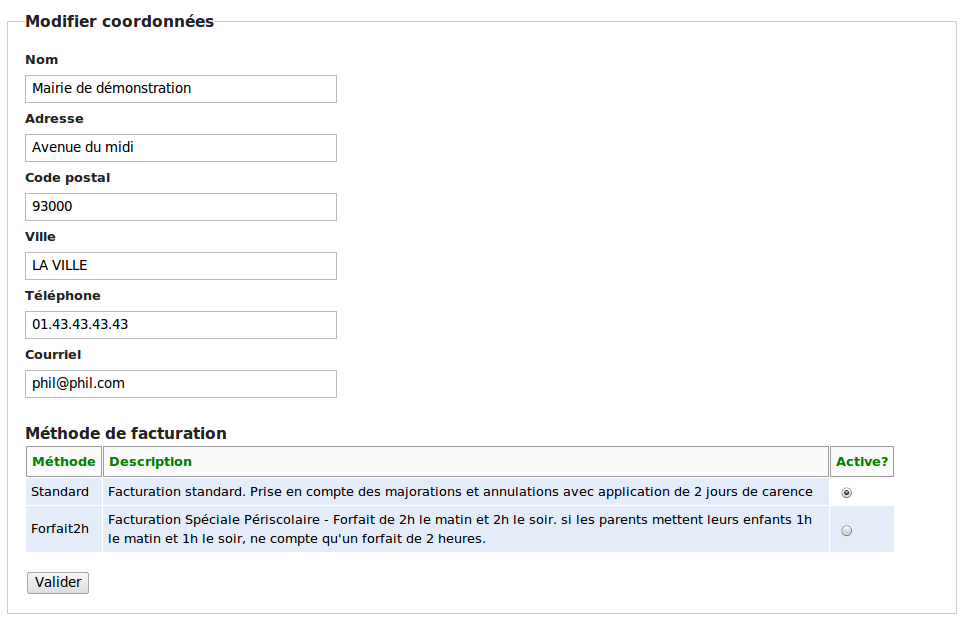 Modifier coordonnées
Nom
Mairie de démonstration
Adresse
Avenue du midi
Code postal
93000
Ville
LA VILLE
Téléphone
01.43.43.43.43
Courriel
phil@phil.com
Méthode de facturation
Méthode Description Active?
Standard Facturation standard. Prise en compte des majorations et annulations avec application de 2 jours de carence
Forfait2h Facturation Spéciale Périscolaire - Forfait de 2h le matin et 2h le soir. si les parents mettent leurs enfants 1h
le matin et 1h le soir, ne compte qu'un forfait de 2 heures.
Valider